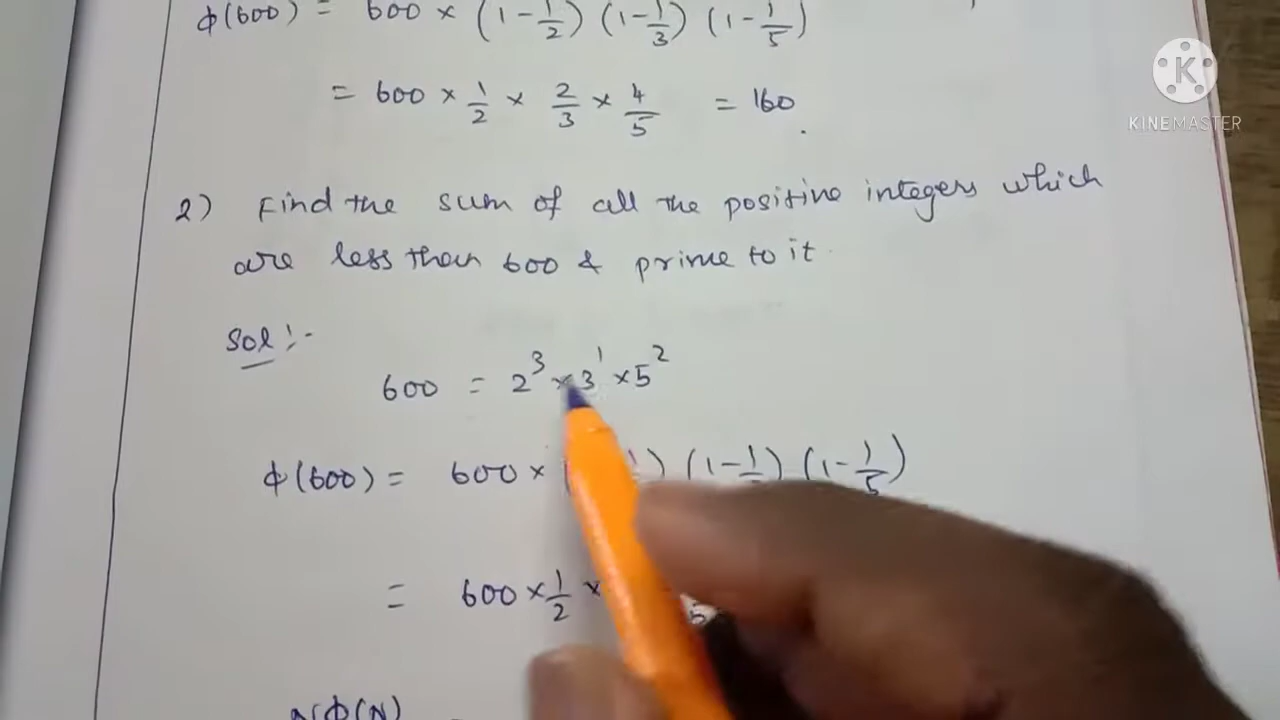 ϕ(600) = 600 × (1-1/2) (1-1/3) (1-1/5)
= 600 × 1/2 × 2/3 × 4/5 = 160.
K
KINEMASTER
2) Find the sum of all the positive integers which
are less than 600 & prime to it.
Sol:-
600 = 2^3 × 3^1 × 5^2
ϕ(600) = 600 × (1-1/ ) (1-1/5)
= 600 × 1/2 × 5
Nϕ(N)